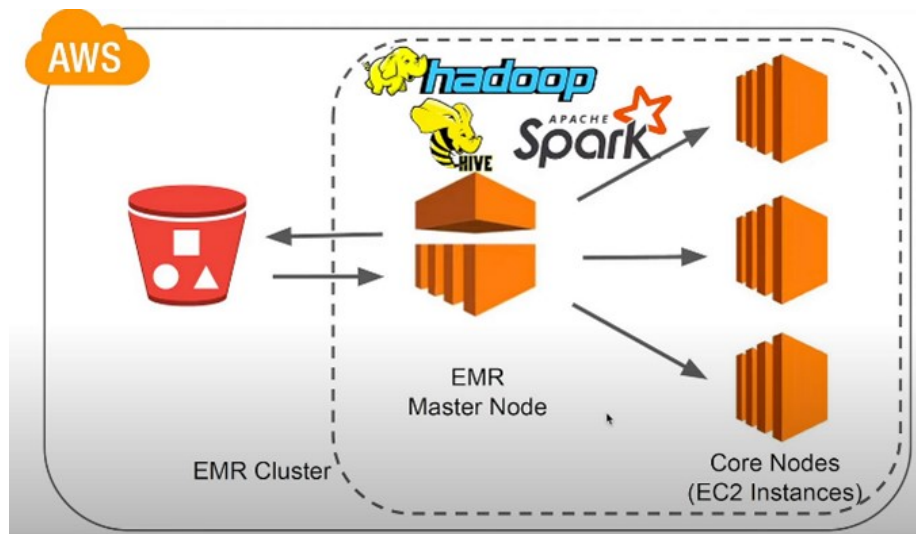 AWS
hadoop
HIVE
APACHE
Spark
EMR
Master Node
EMR Cluster
Core Nodes
(EC2 Instances)